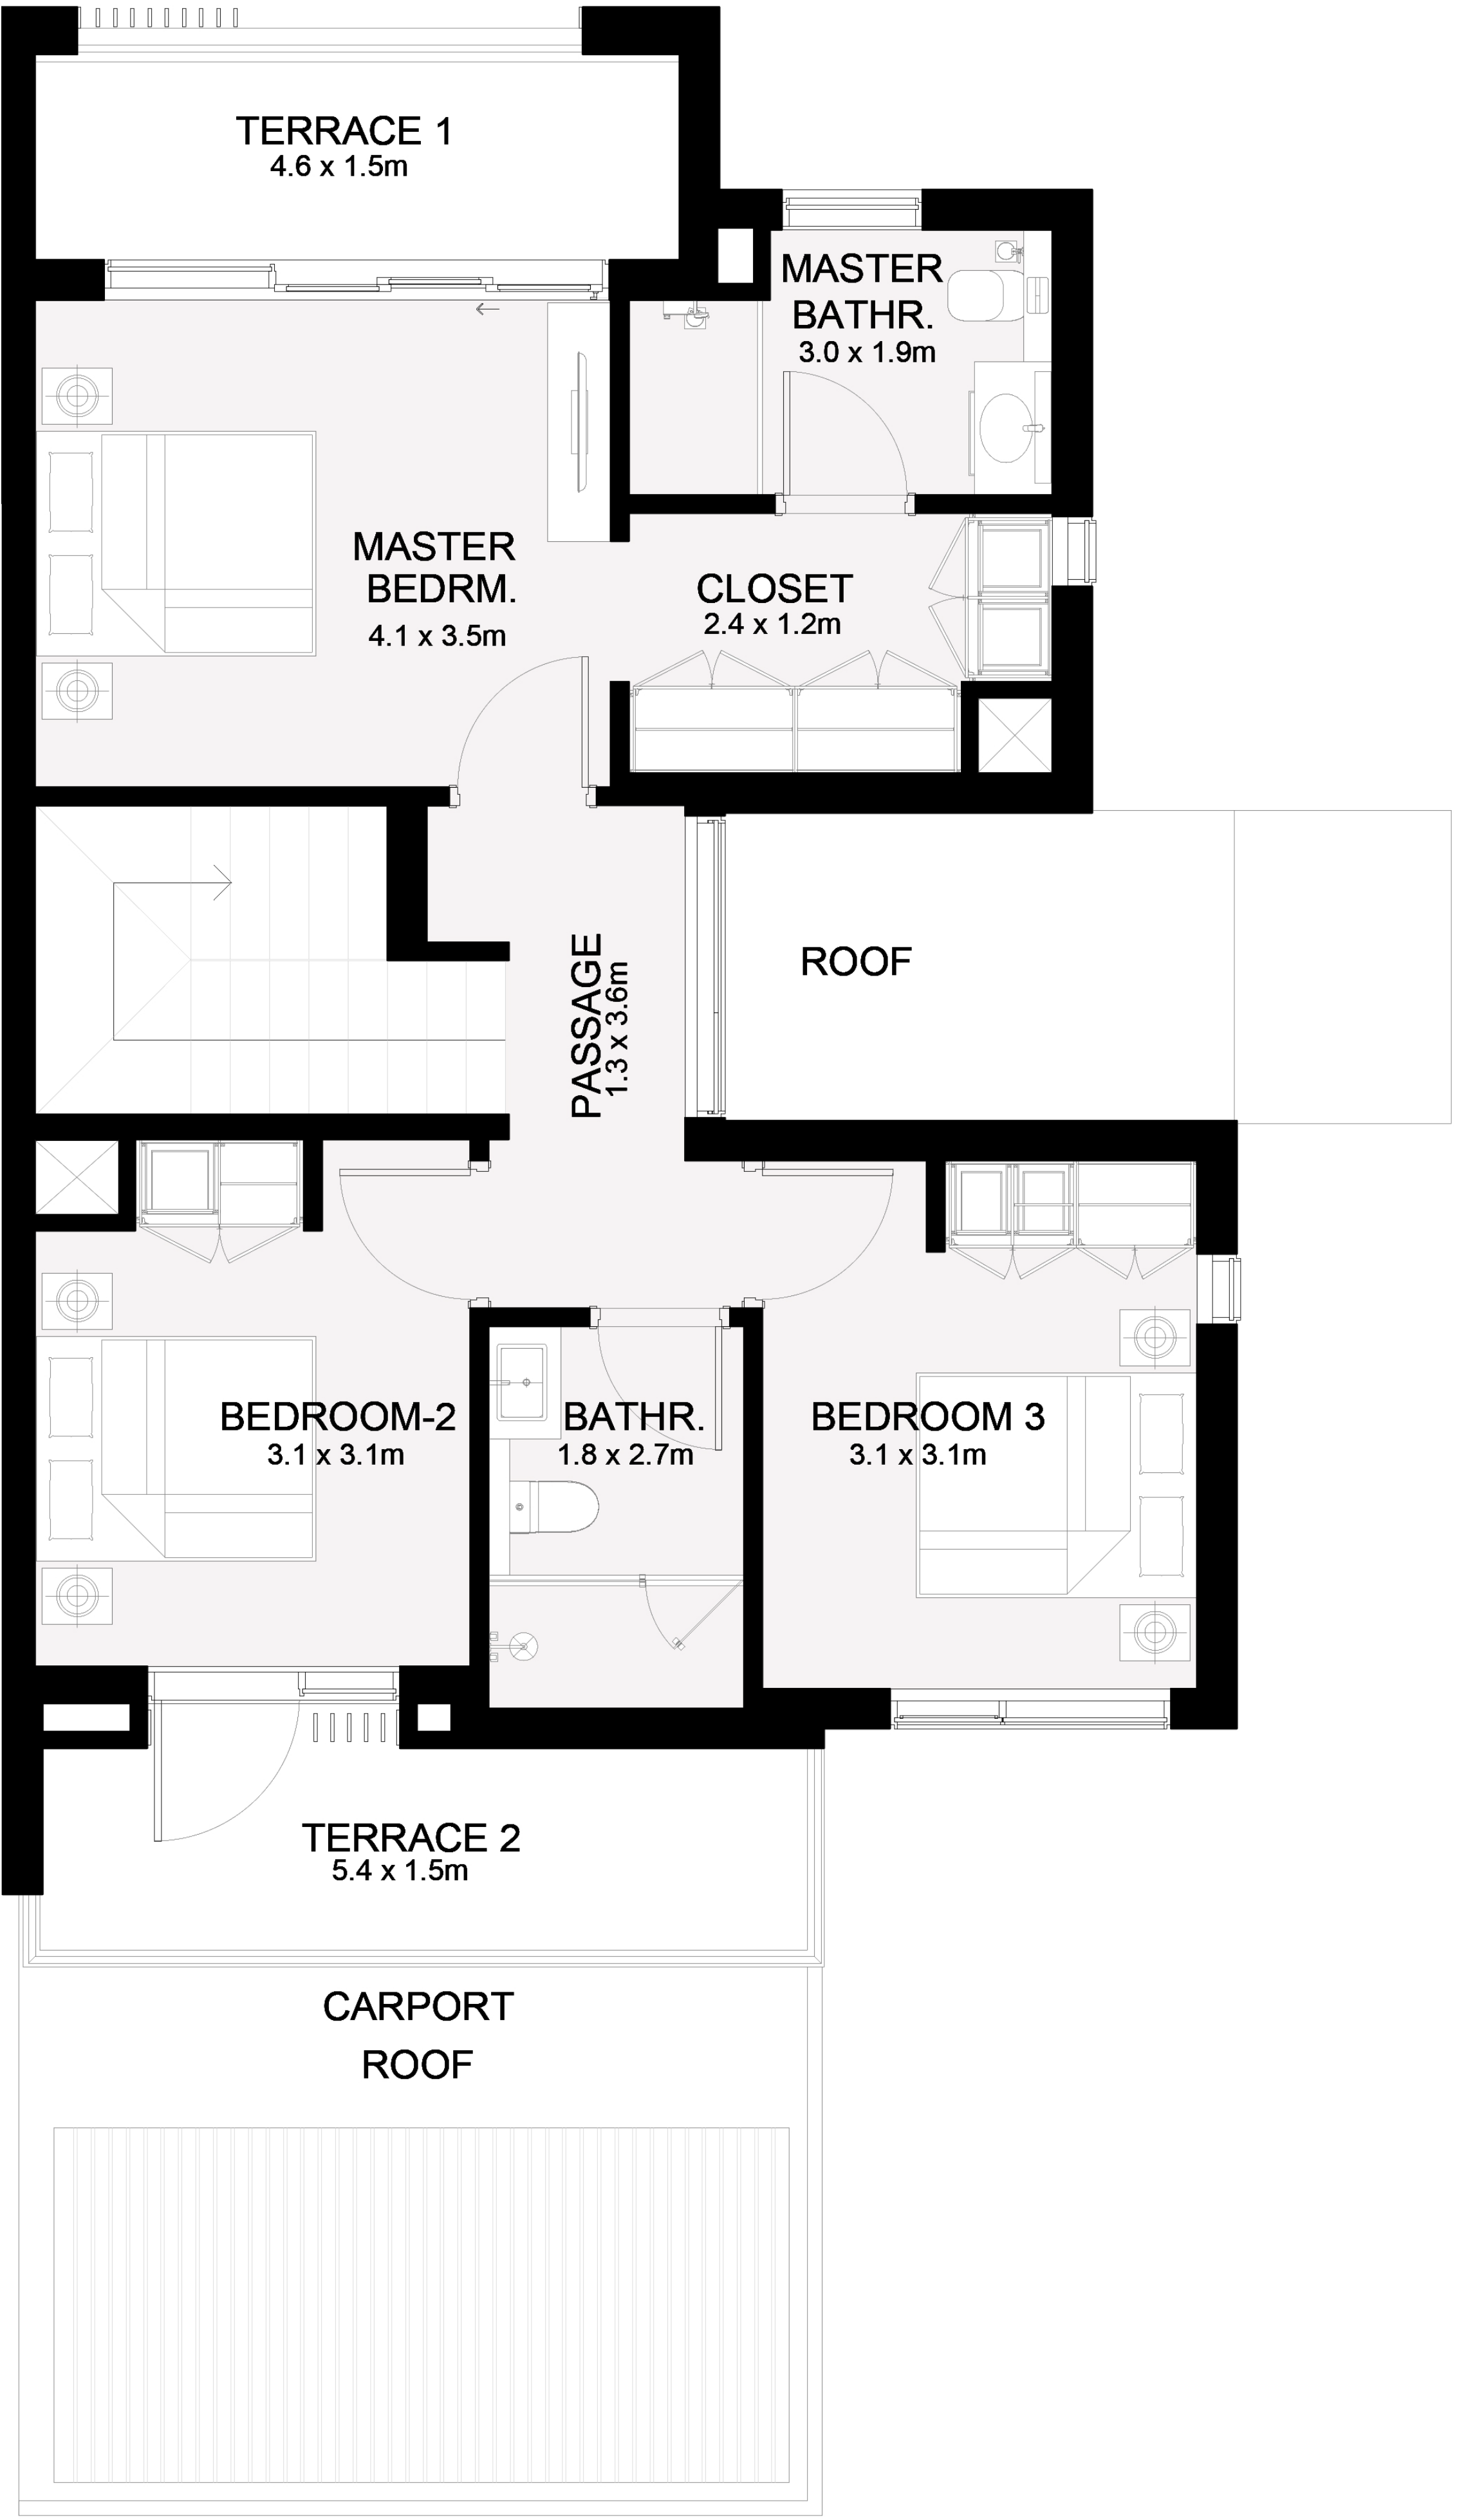 TERRACE 1
4.6 x 1.5m
MASTER
BATHR.
3.0 x 1.9m
MASTER
BEDRM.
4.1 x 3.5m
CLOSET
2.4 x 1.2m
PASSAGE
1.3 x 3.6m
ROOF
BEDROOM-2
3.1 x 3.1m
BATHR.
1.8 x 2.7m
BEDROOM 3
3.1 x 3.1m
TERRACE 2
5.4 x 1.5m
CARPORT
ROOF